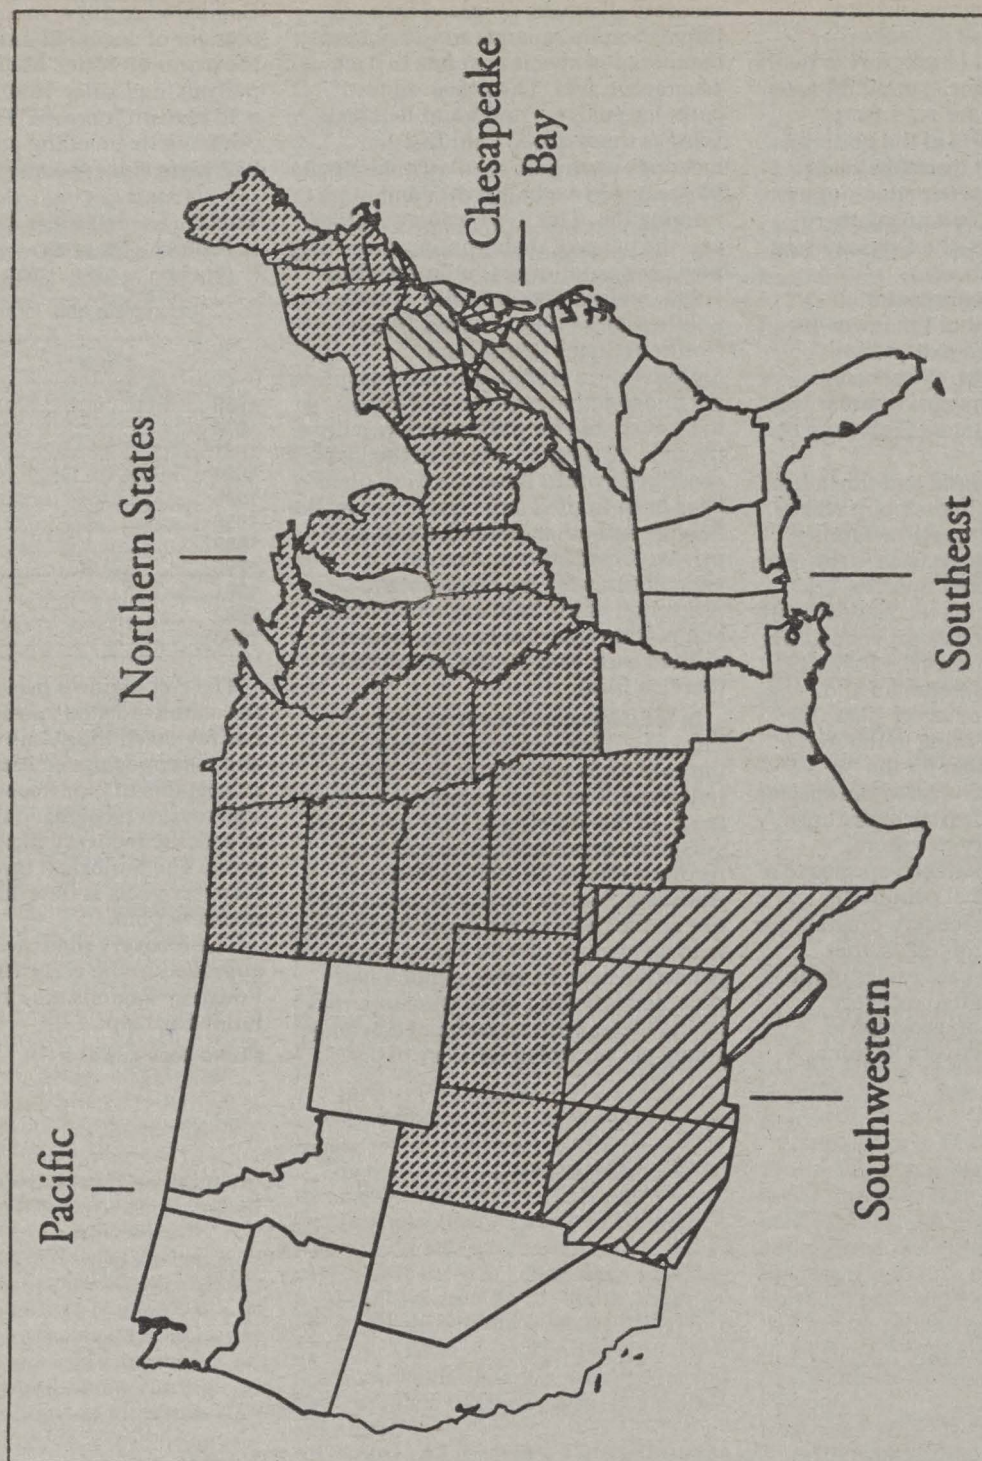 Pacific
Northern States
Chesapeake
Bay
Southwestern
Southeast